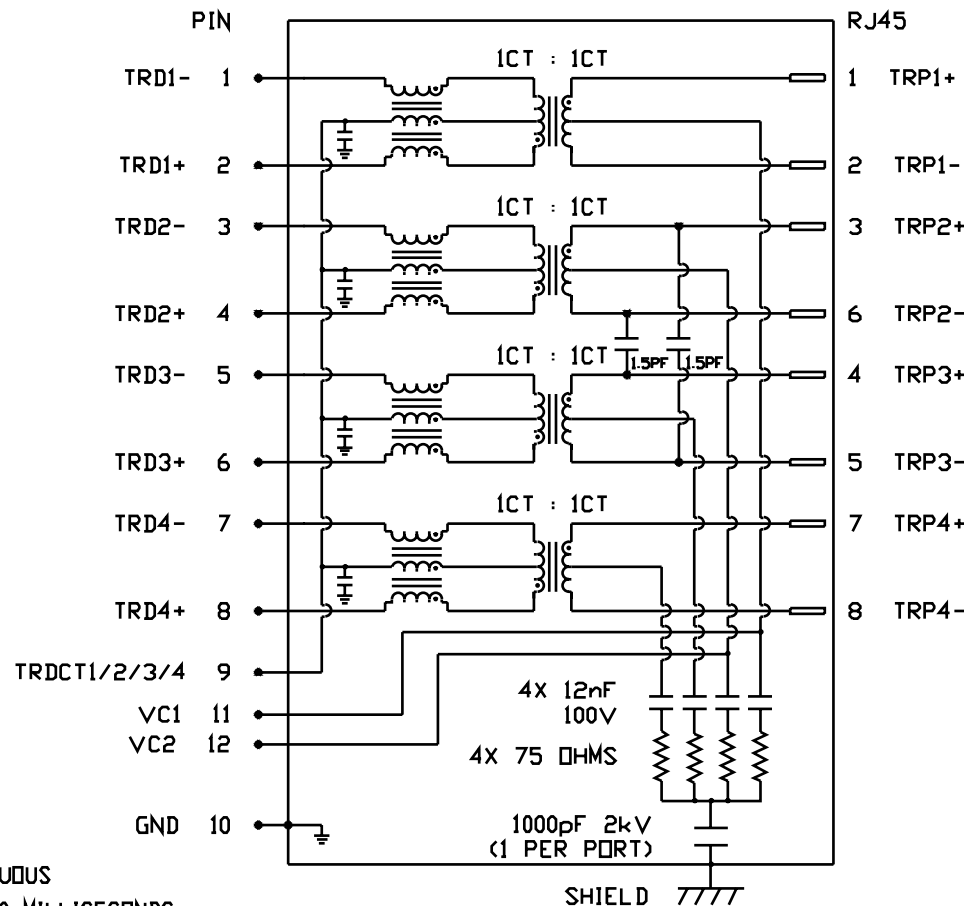 PIN RJ45
1CT : 1CT
TRD1- 1 1 TRP1+
TRD1+ 2 2 TRP1-
1CT : 1CT
TRD2- 3 3 TRP2+
TRD2+ 4 6 TRP2-
1CT : 1CT
1.5PF 1.5PF
TRD3- 5 4 TRP3+
TRD3+ 6 5 TRP3-
1CT : 1CT
TRD4- 7 7 TRP4+
TRD4+ 8 8 TRP4-
TRDCT1/2/3/4 9
4X 12nF
100V
VC1 11
VC2 12
4X 75 OHMS
GND 10
1000pF 2kV
(1 PER PORT)
SHIELD